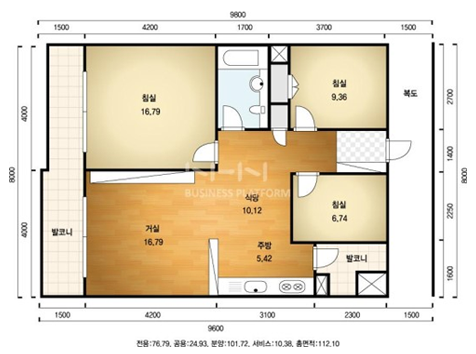 9800
1500
4200
1700
3700
1500
4000
8000
4000
2700
1400
8000
2250
1600
침실
16,79
침실
9,36
복도
NHN
BUSINESS PLATFORM
식당
10,12
침실
6,74
거실
16,79
발코니
주방
5,42
발코니
1500
4200
3100
2300
1500
9600
전용:76,79, 공용:24,93, 분양:101,72, 서비스:10,38, 총면적:112,10